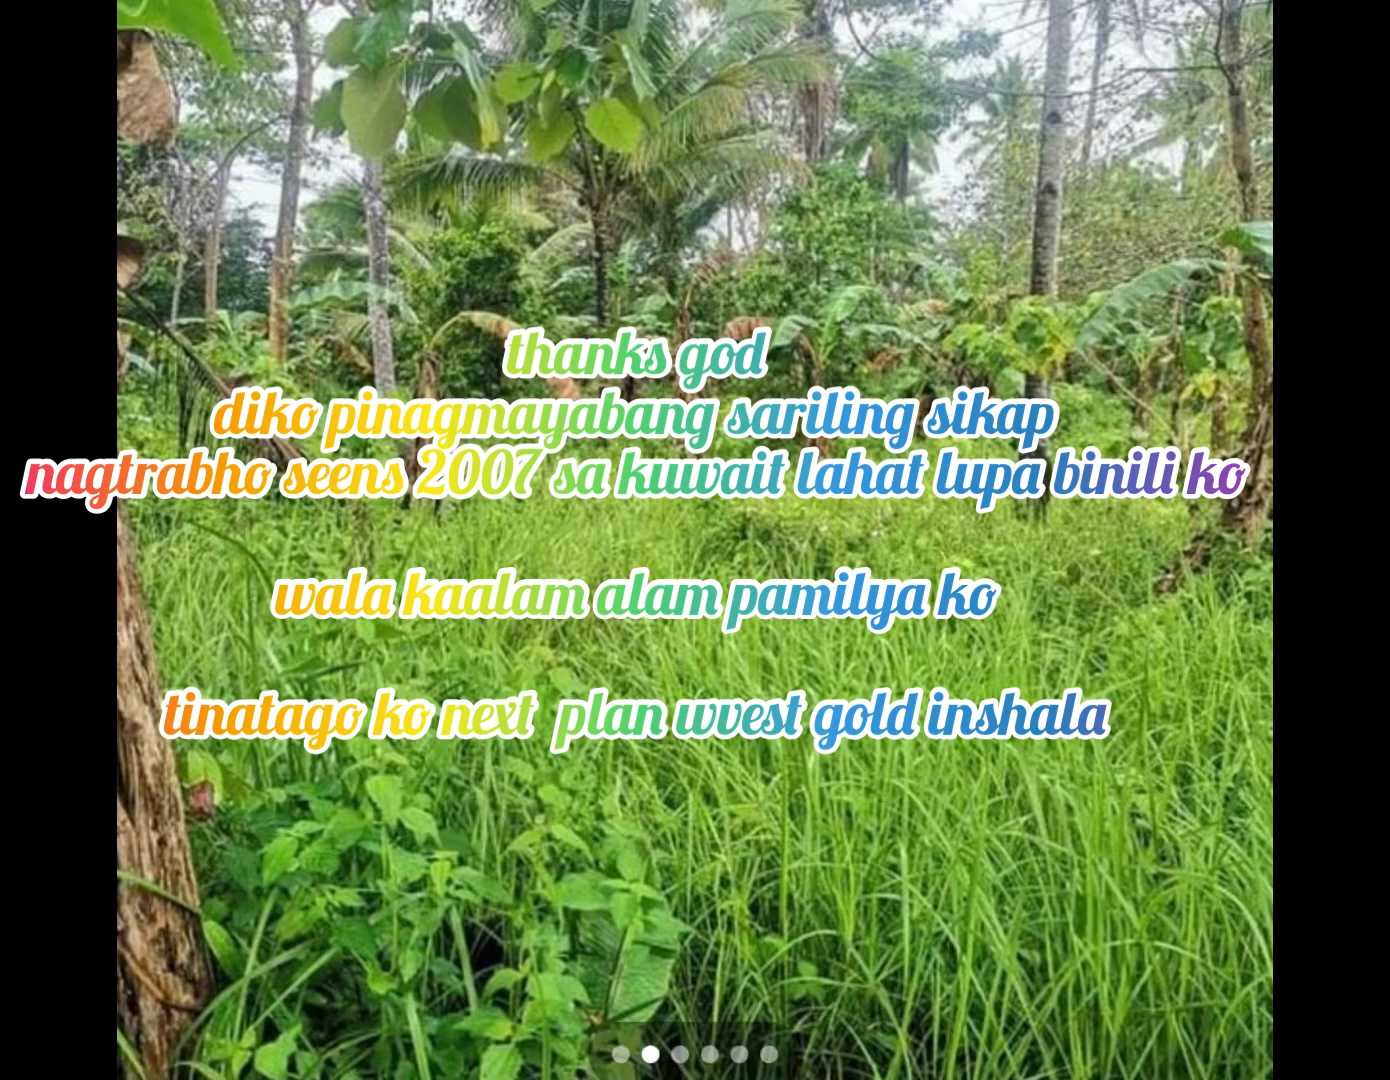 thanks god
diko pinagmayabang sariling sikap
nagtrabho seens 2007 sa kuwait lahat lupa binili ko
wala kaalam alam pamilya ko
tinatago ko next plan wvest gold inshala